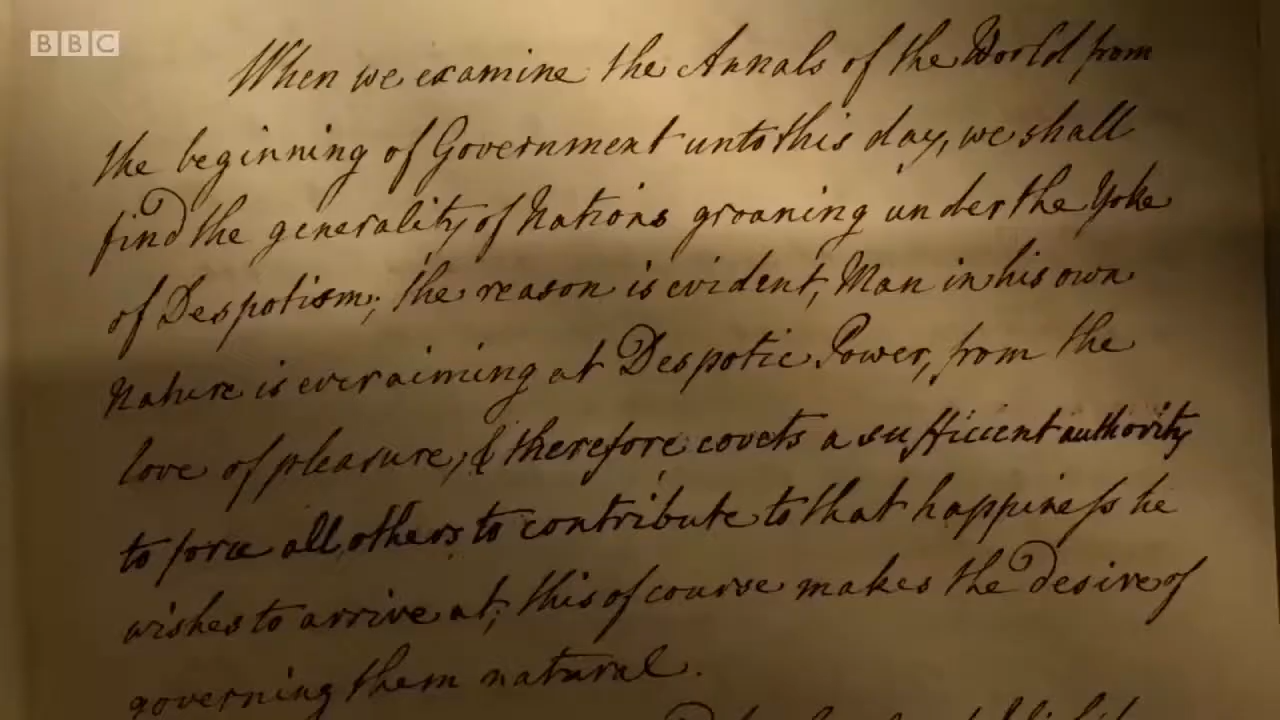 BBC
When we examine the Annals of the World from
the beginning of Government unto this day, we shall
find the generality of Nations groaning under the Yoke
of Despotism; the reason is evident, Man in his own
Nature is ever aiming at Despotic Power, from the
love of pleasure, & therefore covets a sufficient authority
to force all others to contribute to that happineſs he
wishes to arrive at; this of course makes the desire of
governing them natural.